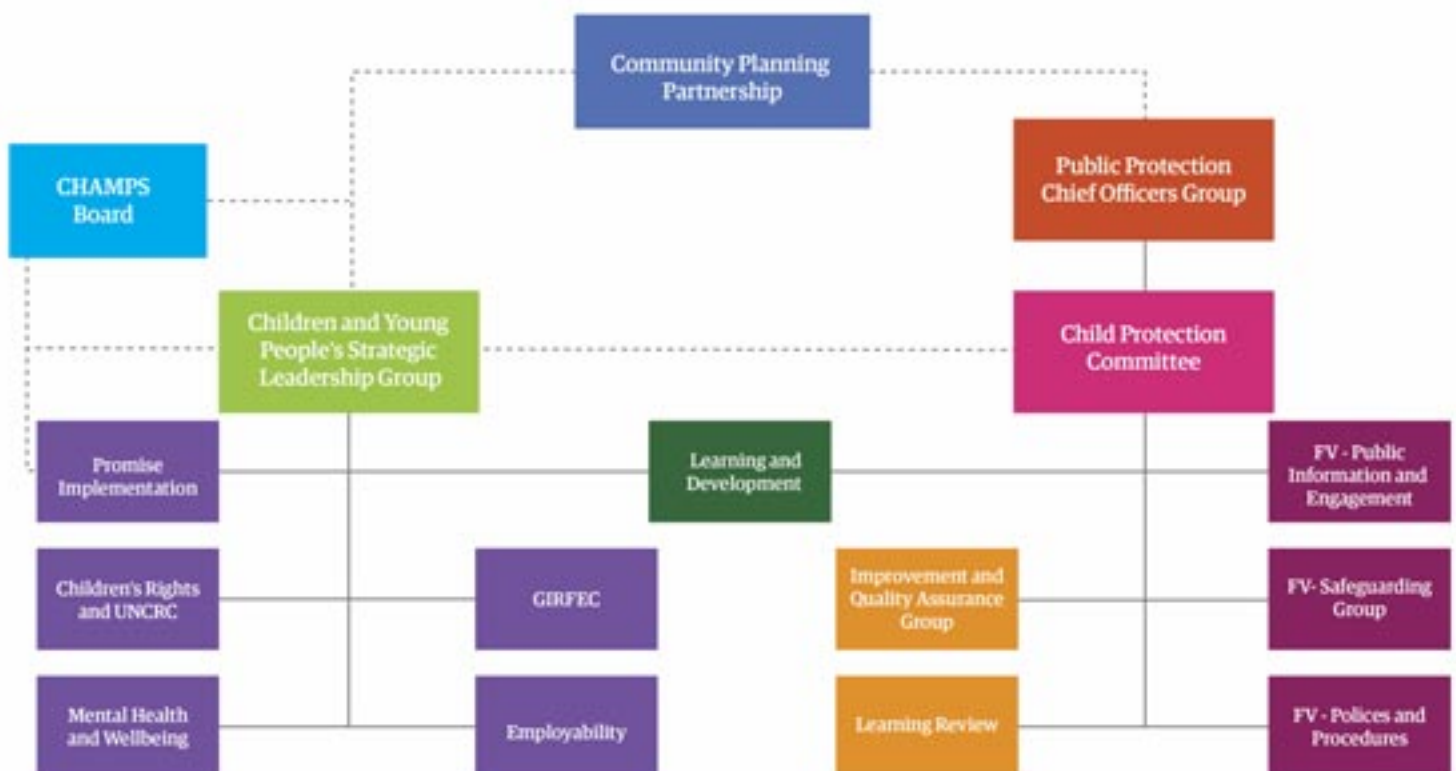 Community Planning
Partnership
Public Protection
Chief Officers Group
CHAMPS
Board
Children and Young
People's Strategic
Leadership Group
Child Protection
Committee
Promise
Implementation
Learning and
Development
FV - Public
Information and
Engagement
Children's Rights
and UNCRC
GIRFEC
Improvement and
Quality Assurance
Group
FV- Safeguarding
Group
Mental Health
and Wellbeing
Employability
Learning Review
FV - Polices and
Procedures